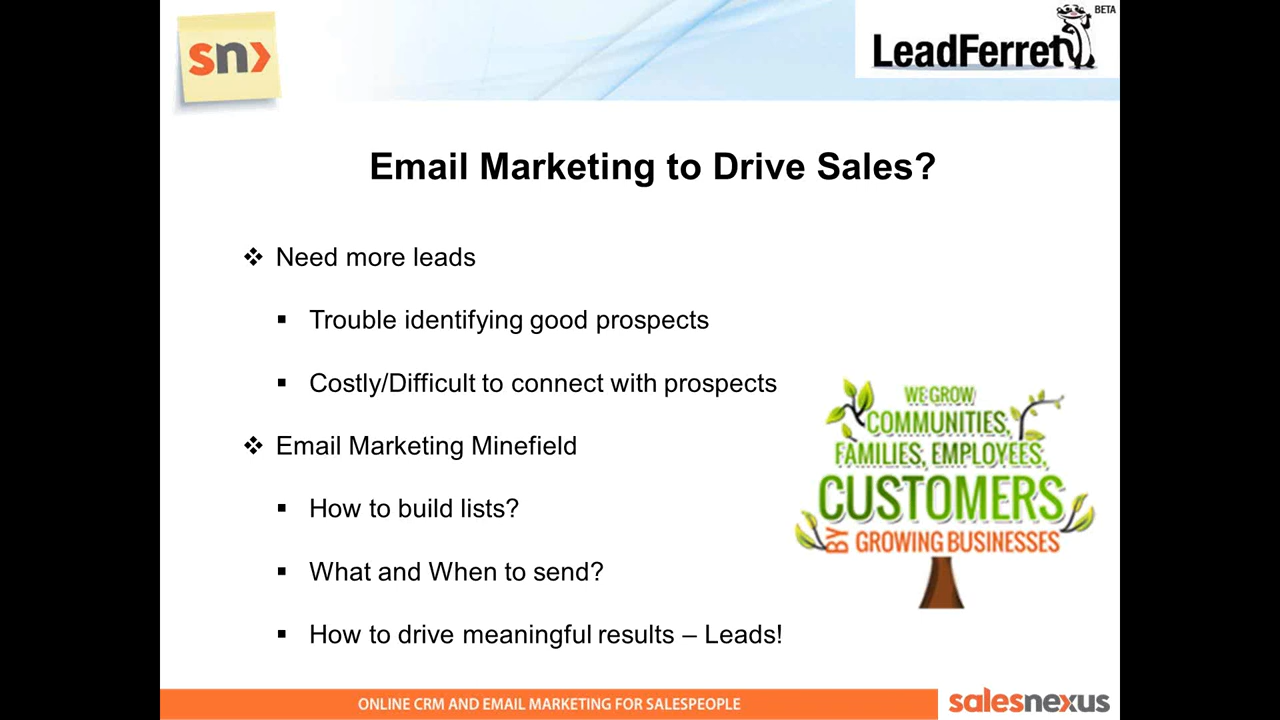 sn>
BETA
LeadFerret
Email Marketing to Drive Sales?
❖ Need more leads
▪ Trouble identifying good prospects
▪ Costly/Difficult to connect with prospects
❖ Email Marketing Minefield
▪ How to build lists?
▪ What and When to send?
▪ How to drive meaningful results – Leads!
WE GROW
COMMUNITIES,
FAMILIES, EMPLOYEES,
CUSTOMERS
BY GROWING BUSINESSES
ONLINE CRM AND EMAIL MARKETING FOR SALESPEOPLE
salesnexus